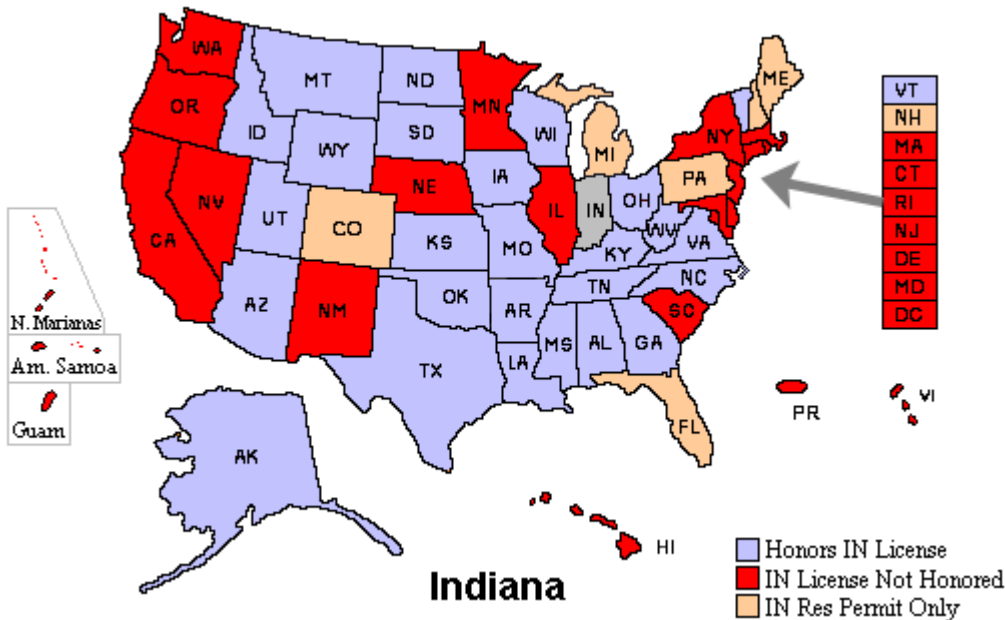 WA
MT
ND
MN
ME
VT
NH
MA
CT
RI
NJ
DE
MD
DC
OR
ID
WY
SD
WI
MI
NY
PA
NV
UT
CO
NE
IA
IL
IN
OH
WV
VA
CA
AZ
NM
KS
MO
KY
NC
TN
OK
AR
SC
TX
LA
MS
AL
GA
FL
N. Marianas
Am. Samoa
Guam
PR
VI
AK
HI
Indiana
Honors IN License
IN License Not Honored
IN Res Permit Only